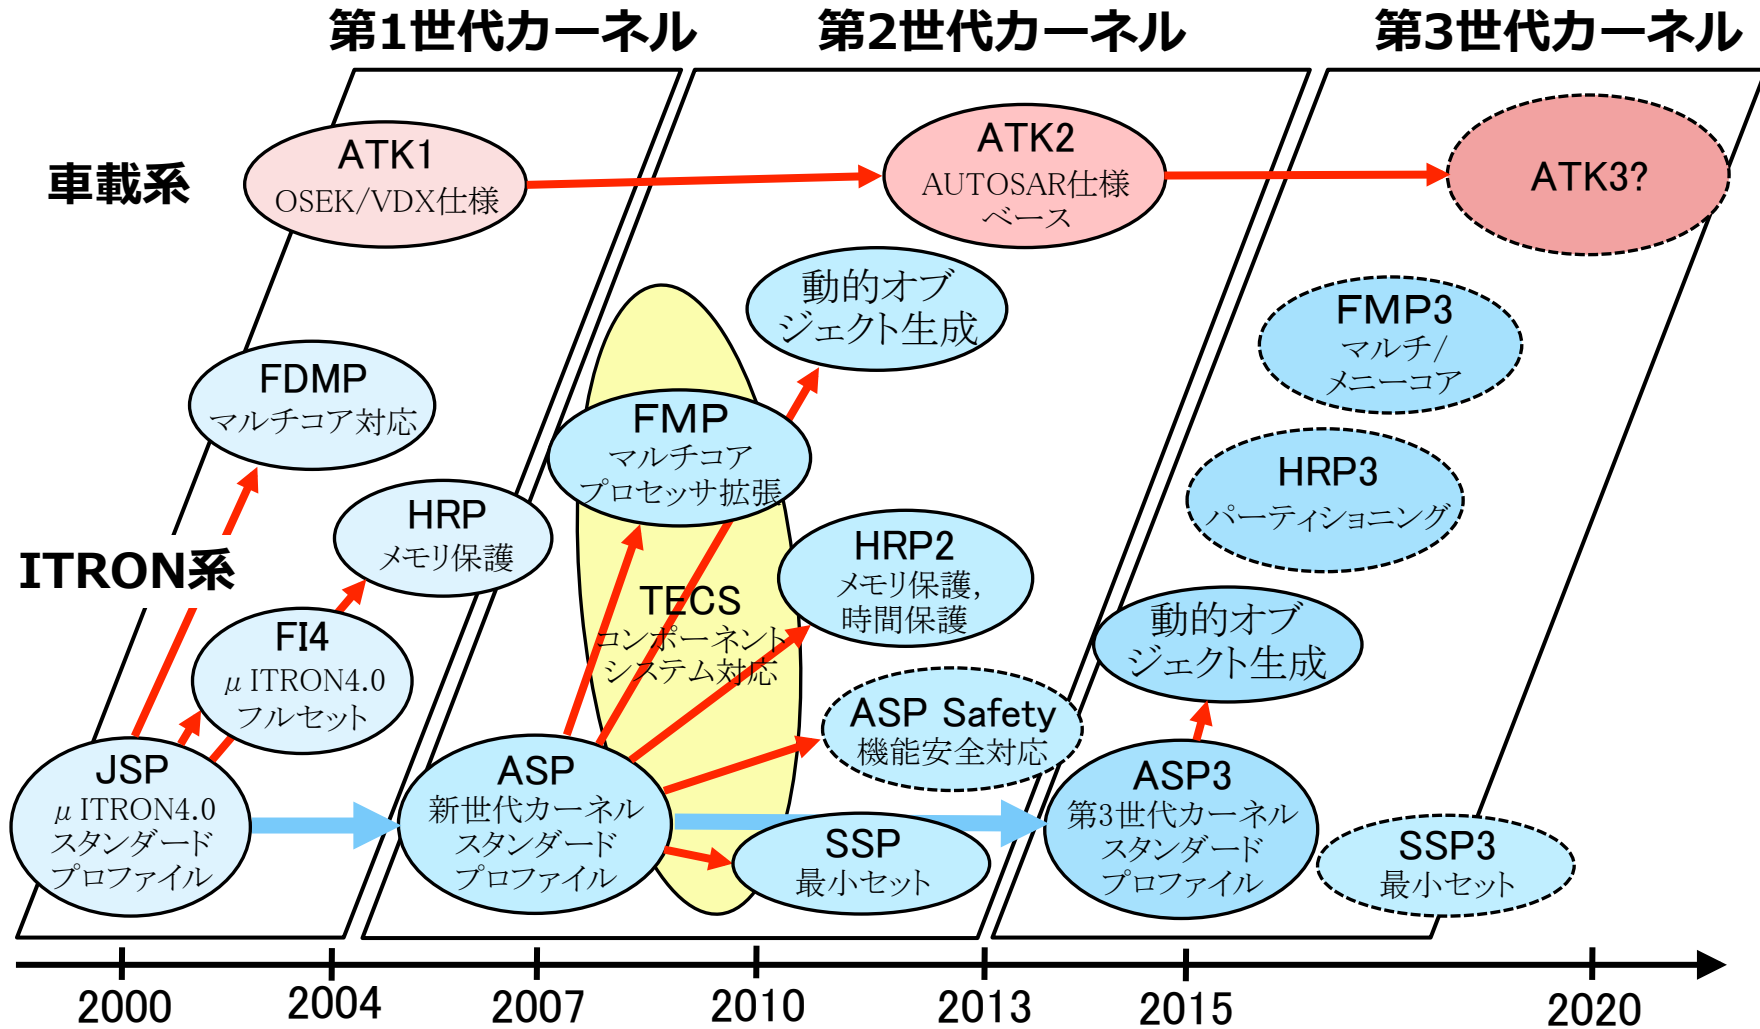 第1世代カーネル
第2世代カーネル
第3世代カーネル
車載系
ATK1
OSEK/VDX仕様
ATK2
AUTOSAR仕様
ベース
ATK3?
動的オブ
ジェクト生成
FMP3
マルチ/
メニーコア
FDMP
マルチコア対応
FMP
マルチコア
プロセッサ拡張
HRP3
パーティショニング
HRP
メモリ保護
ITRON系
HRP2
メモリ保護,
時間保護
TECS
コンポーネント
システム対応
FI4
μITRON4.0
フルセット
動的オブ
ジェクト生成
ASP Safety
機能安全対応
JSP
μITRON4.0
スタンダード
プロファイル
ASP
新世代カーネル
スタンダード
プロファイル
SSP
最小セット
ASP3
第3世代カーネル
スタンダード
プロファイル
SSP3
最小セット
2000
2004
2007
2010
2013
2015
2020